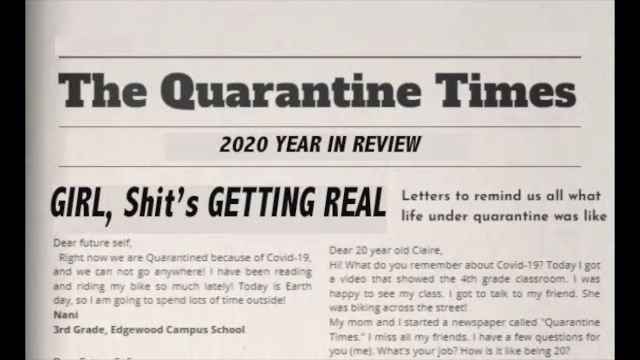 The Quarantine Times
2020 YEAR IN REVIEW
GIRL, Shit's GETTING REAL
Letters to remind us all what
life under quarantine was like
Dear future self,
Right now we are Quarantined because of Covid-19,
and we can not go anywhere! I have been reading
and riding my bike so much lately! Today is Earth
day, so I am going to spend lots of time outside!
Nani
3rd Grade, Edgewood Campus School
Dear 20 year old Claire,
Hi! What do you remember about Covid-19? Today I got
a video that showed the 4th grade classroom. I was
happy to see my class. I got to talk to my friend. She
was biking across the street!
My mom and I started a newspaper called "Quarantine
Times." I miss all my friends. I have a few questions for
you (me). What's your job? How is it like being 20?